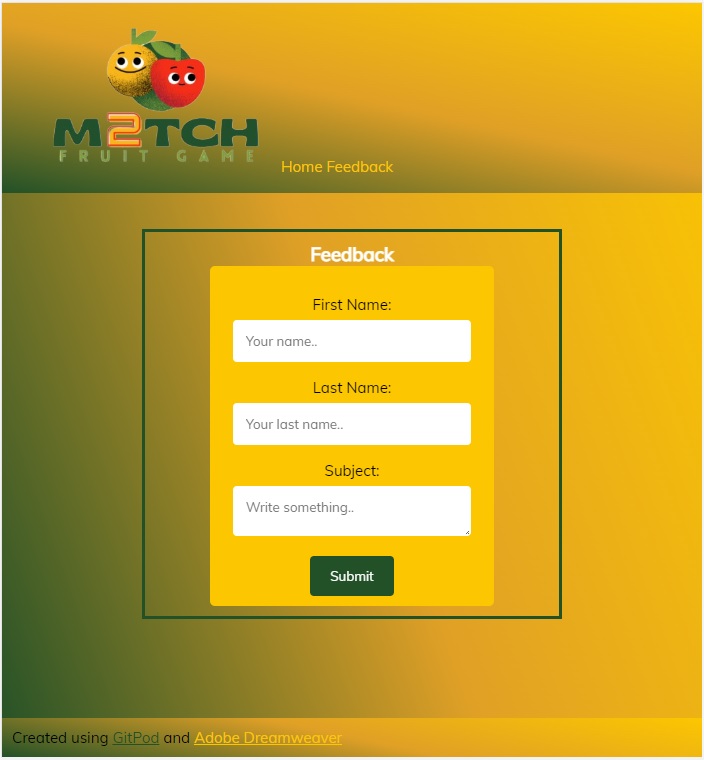 M2TCH
FRUIT GAME
Home Feedback
Feedback
First Name:
Your name..
Last Name:
Your last name..
Subject:
Write something..
Submit
Created using GitPod and Adobe Dreamweaver